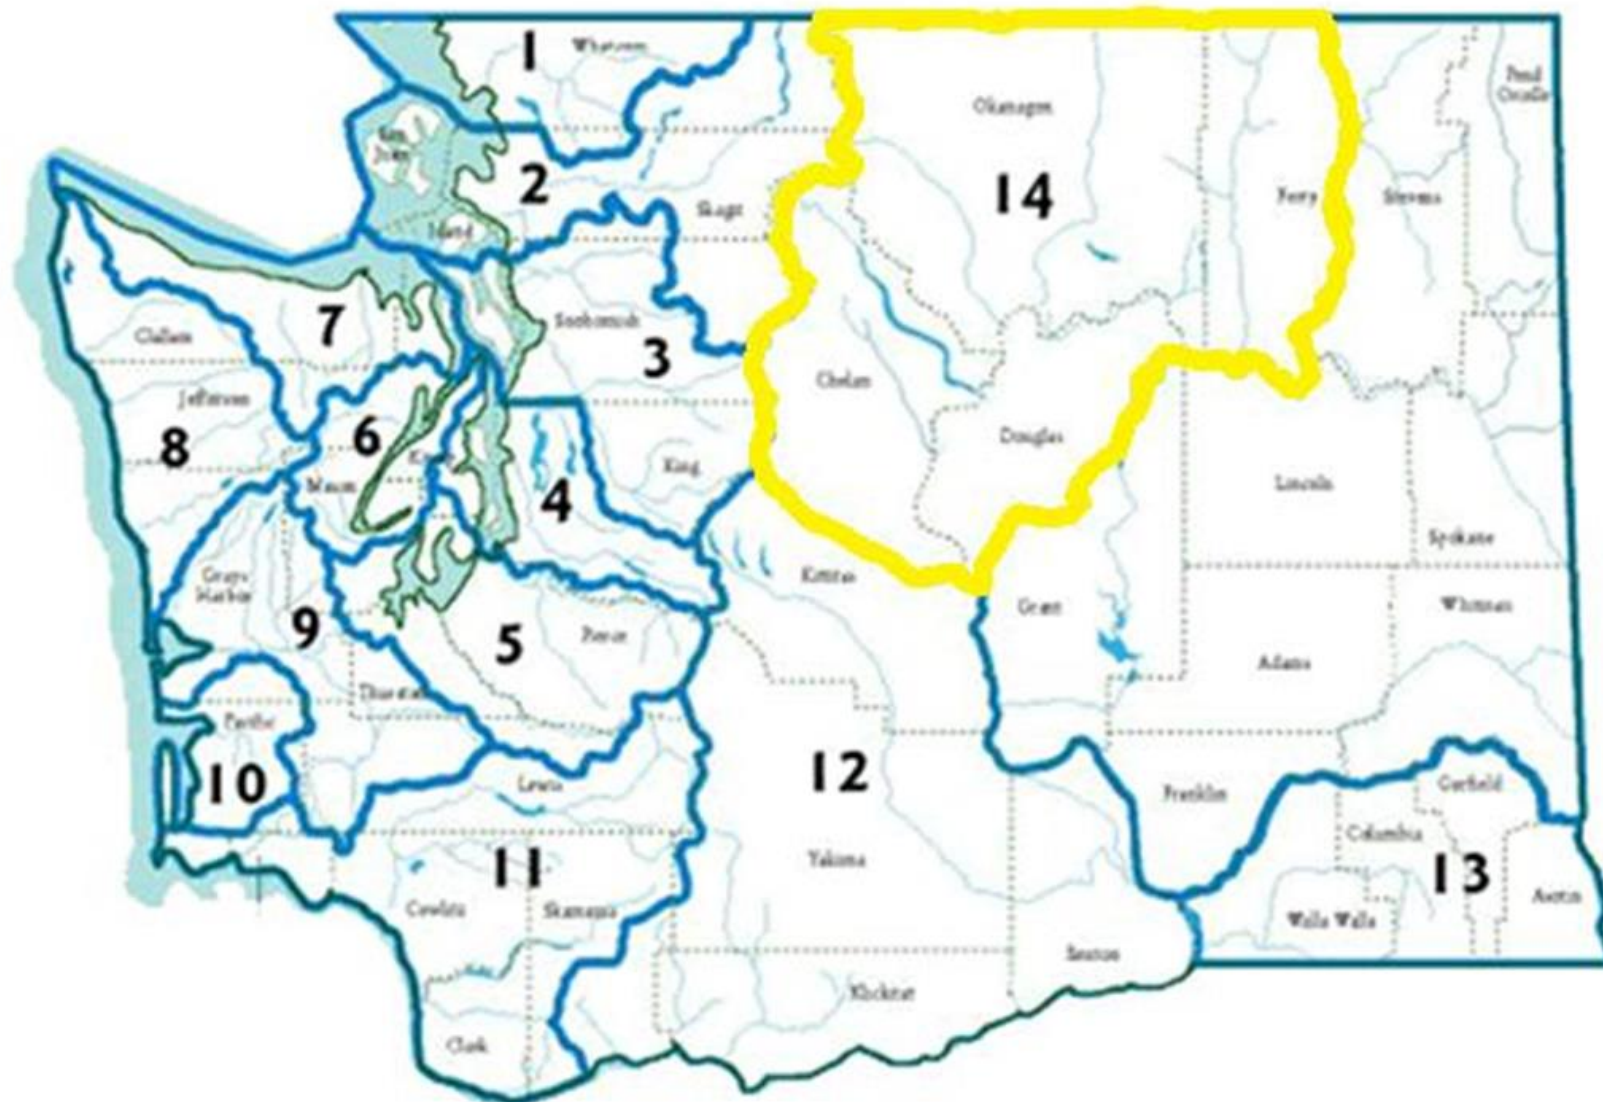 1
Whatcom
Okanogan
Pend
Oreille
San
Juan
2
14
Skagit
Ferry
Stevens
Island
7
Snohomish
3
Clallam
Chelan
Jefferson
8
6
Douglas
King
Kitsap
Mason
4
Lincoln
Spokane
Kittitas
Grays
Harbor
9
5
Pierce
Grant
Whitman
Adams
Thurston
Pacific
10
Lewis
12
Franklin
Garfield
Columbia
11
Yakima
13
Cowlitz
Skamania
Walla Walla
Asotin
Benton
Klickitat
Clark